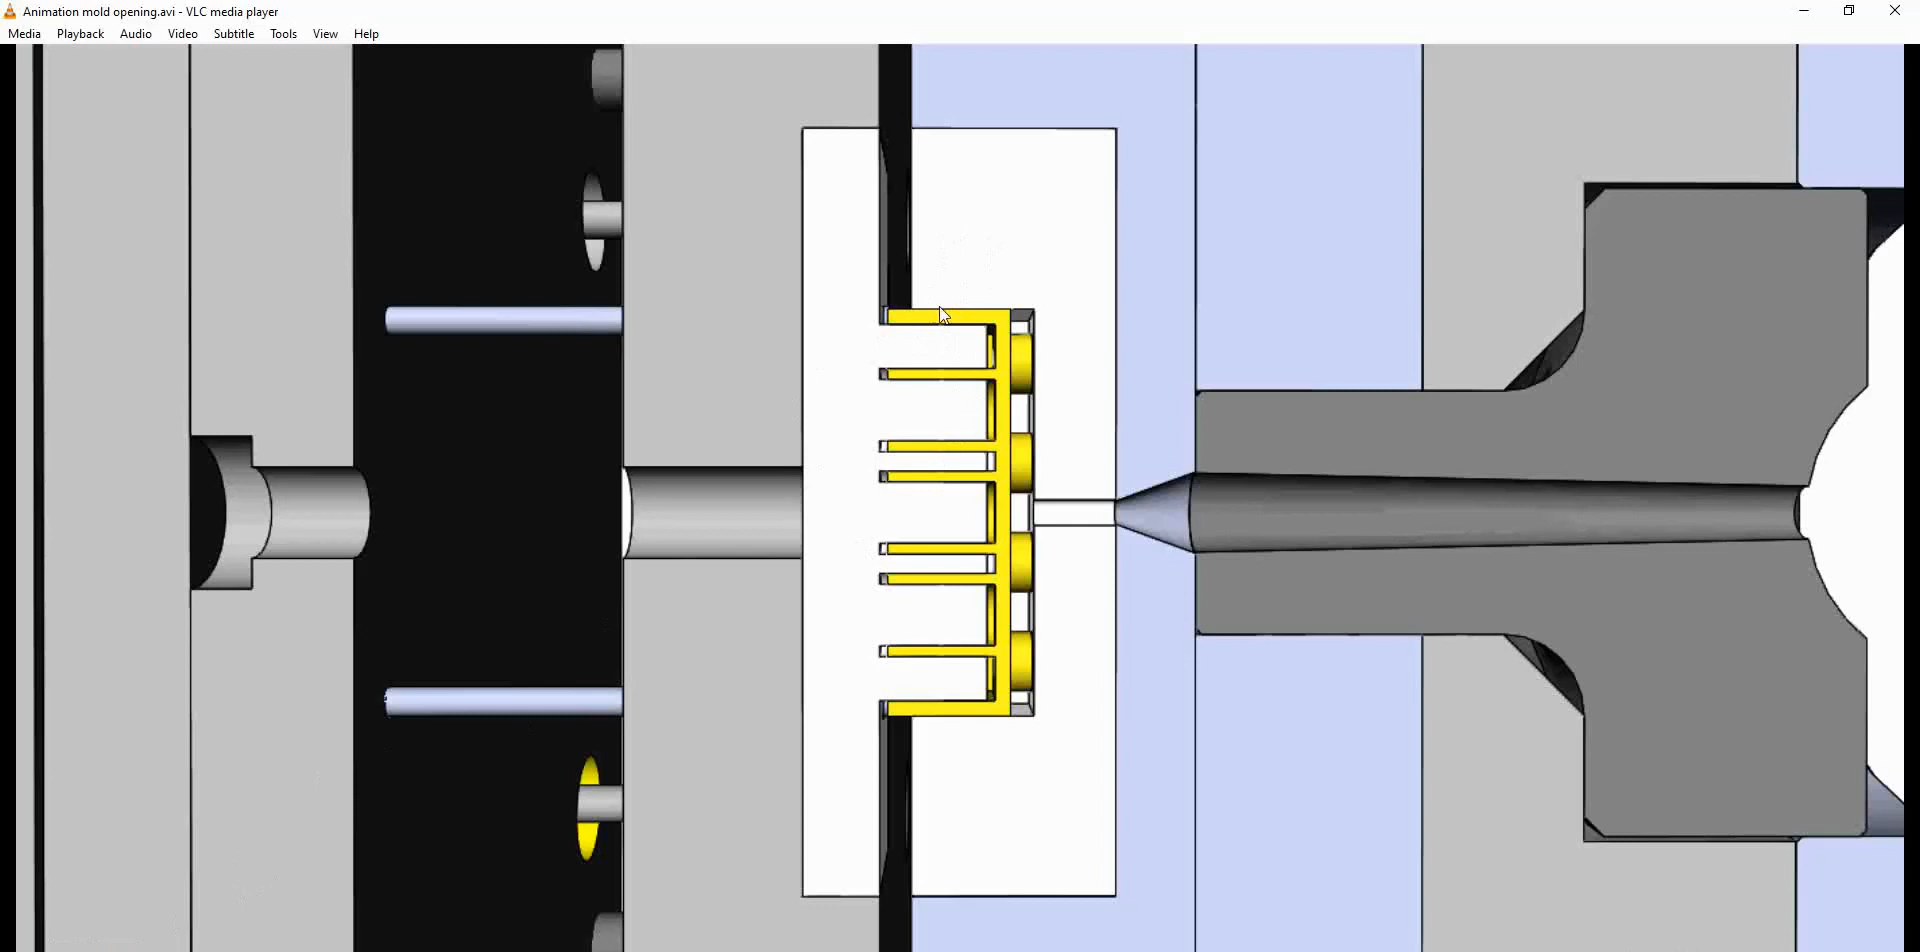 Animation mold opening.avi - VLC media player
Media Playback Audio Video Subtitle Tools View Help